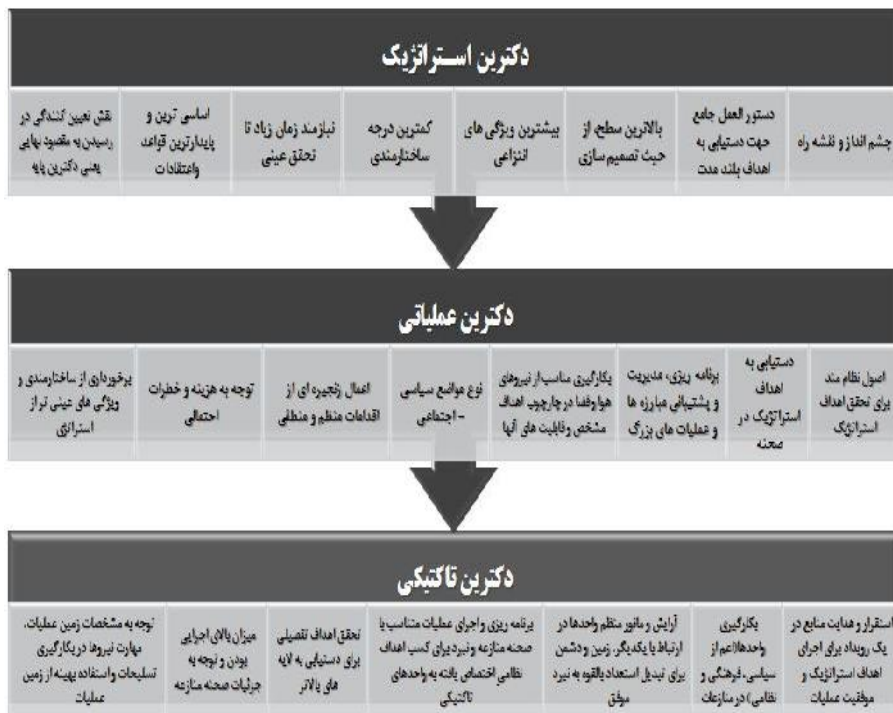 دکترین استراتژیک
چشم انداز و نقشه راه
دستور العمل جامع
جهت دستیابی به
اهداف بلند مدت
بالاترین سطح، از
حیث تصمیم سازی
بیشترین ویژگی های
انتزاعی
کمترین درجه
ساختارمندی
نیازمند زمان زیاد تا
تحقق عینی
اساسی ترین و
پایدارترین قواعد
واعتقادات
نقش تعیین کنندگی در
رسیدن به مقصود نهایی
یعنی دکترین پایه
دکترین عملیاتی
اصول نظام مند
برای تحقق اهداف
استراتژیک
دستیابی به
اهداف
استراتژیک در
صحنه
برنامه ریزی، مدیریت
و پشتیبانی مبارزه ها
و عملیات های بزرگ
بکارگیری مناسب از نیروهای
هوا وفضا در چارچوب اهداف
مشخص وقابلیت های آنها
نوع مواضع سیاسی
- اجتماعی
اعمال زنجیره ای از
اقدامات منظم و منطقی
توجه به هزینه و خطرات
احتمالی
برخورداری از ساختارمندی و
ویژگی های عینی تر از
استراتژی
دکترین تاکتیکی
استقرار و هدایت منابع در
یک رویداد برای اجرای
اهداف استراتژیک و
موفقیت عملیات
بکارگیری
واحدها(اعم از
سیاسی، فرهنگی و
نظامی) در منازعات
آرایش و مانور منظم واحدها در
ارتباط با یکدیگر، زمین و دشمن
برای تبدیل استعداد بالقوه به نبرد
موفق
برنامه ریزی و اجرای عملیات متناسب با
صحنه منازعه و نبرد برای کسب اهداف
نظامی اختصاص یافته به واحدهای
تاکتیکی
تحقق اهداف تفصیلی
برای دستیابی به لایه
های بالاتر
میزان بالای اجرایی
بودن و توجه به
جزئیات صحنه منازعه
توجه به مشخصات زمین عملیات،
مهارت نیروها در بکارگیری
تسلیحات و استفاده بهینه از زمین
عملیات